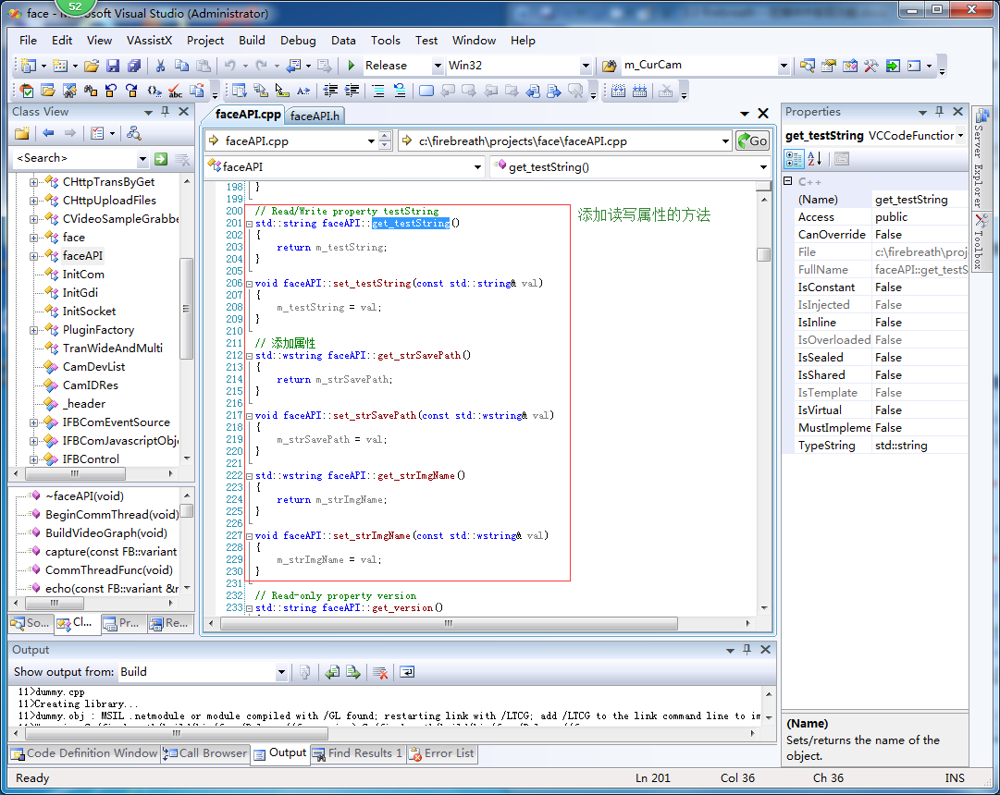 52
face - Microsoft Visual Studio (Administrator)
File Edit View VAssistX Project Build Debug Data Tools Test Window Help
Release Win32 m_CurCam
Class View
<Search>
CHttpTransByGet
CHttpUploadFiles
CVideoSampleGrabbe
face
faceAPI
InitCom
InitGdi
InitSocket
PluginFactory
TranWideAndMulti
CamDevList
CamIDRes
_header
IFBComEventSource
IFBComJavascriptObj
IFBControl
~faceAPI(void)
BeginCommThread(void)
BuildVideoGraph(void)
capture(const FB::variant
CommThreadFunc(void)
echo(const FB::variant &r
So... Cl... Pr... Re...
faceAPI.cpp faceAPI.h
faceAPI.cpp c:\firebreath\projects\face\faceAPI.cpp Go
faceAPI get_testString()
198 }
199
200 // Read/Write property testString
201 std::string faceAPI::get_testString()
202 {
203 return m_testString;
204 }
205
206 void faceAPI::set_testString(const std::string& val)
207 {
208 m_testString = val;
209 }
210
211 // 添加属性
212 std::wstring faceAPI::get_strSavePath()
213 {
214 return m_strSavePath;
215 }
216
217 void faceAPI::set_strSavePath(const std::wstring& val)
218 {
219 m_strSavePath = val;
220 }
221
222 std::wstring faceAPI::get_strImgName()
223 {
224 return m_strImgName;
225 }
226
227 void faceAPI::set_strImgName(const std::wstring& val)
228 {
229 m_strImgName = val;
230 }
231
232 // Read-only property version
233 std::string faceAPI::get_version()
添加读写属性的方法
Properties
get_testString VCCodeFunction
C++
(Name) get_testString
Access public
CanOverride False
File c:\firebreath\proj
FullName faceAPI::get_testS
IsConstant False
IsInjected False
IsInline False
IsOverloaded False
IsSealed False
IsShared False
IsTemplate False
IsVirtual False
MustImpleme False
TypeString std::string
(Name)
Sets/returns the name of the
object.
Server Explorer
Toolbox
Output
Show output from: Build
11>dummy.cpp
11>Creating library...
11>dummy.obj : MSIL .netmodule or module compiled with /GL found; restarting link with /LTCG; add /LTCG to the link command line to im
Code Definition Window Call Browser Output Find Results 1 Error List
Ready Ln 201 Col 36 Ch 36 INS